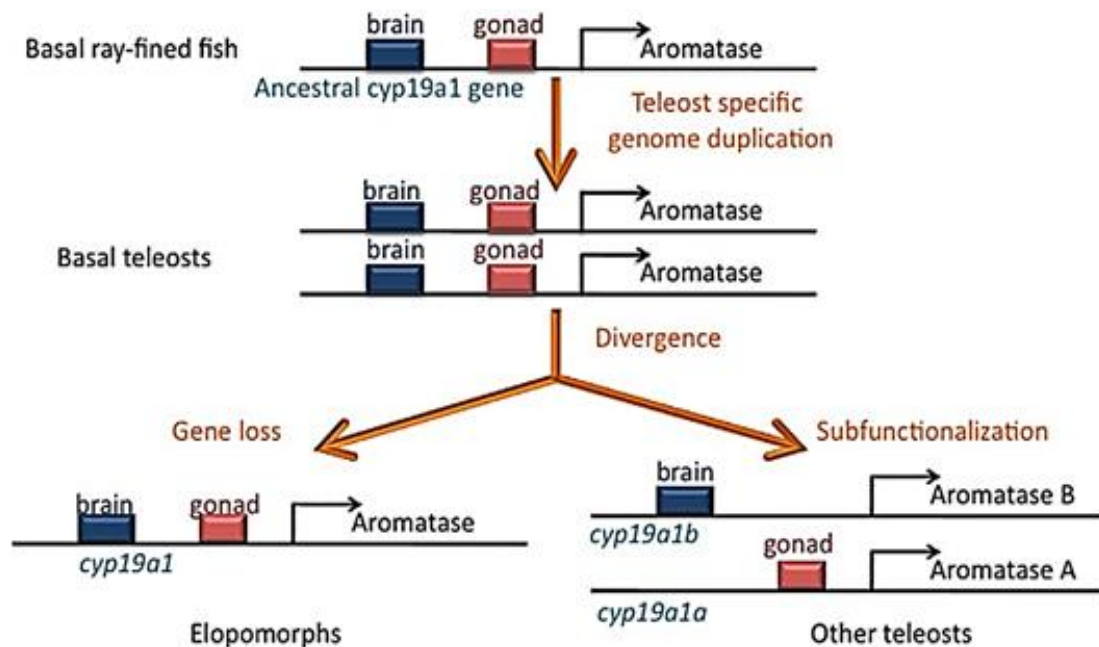 brain gonad
Basal ray-fined fish
Aromatase
Ancestral cyp19a1 gene
Teleost specific
genome duplication
brain gonad
Aromatase
brain gonad
Basal teleosts
Aromatase
Divergence
Gene loss
Subfunctionalization
brain gonad
Aromatase
cyp19a1
Elopomorphs
brain
Aromatase B
cyp19a1b
gonad
Aromatase A
cyp19a1a
Other teleosts